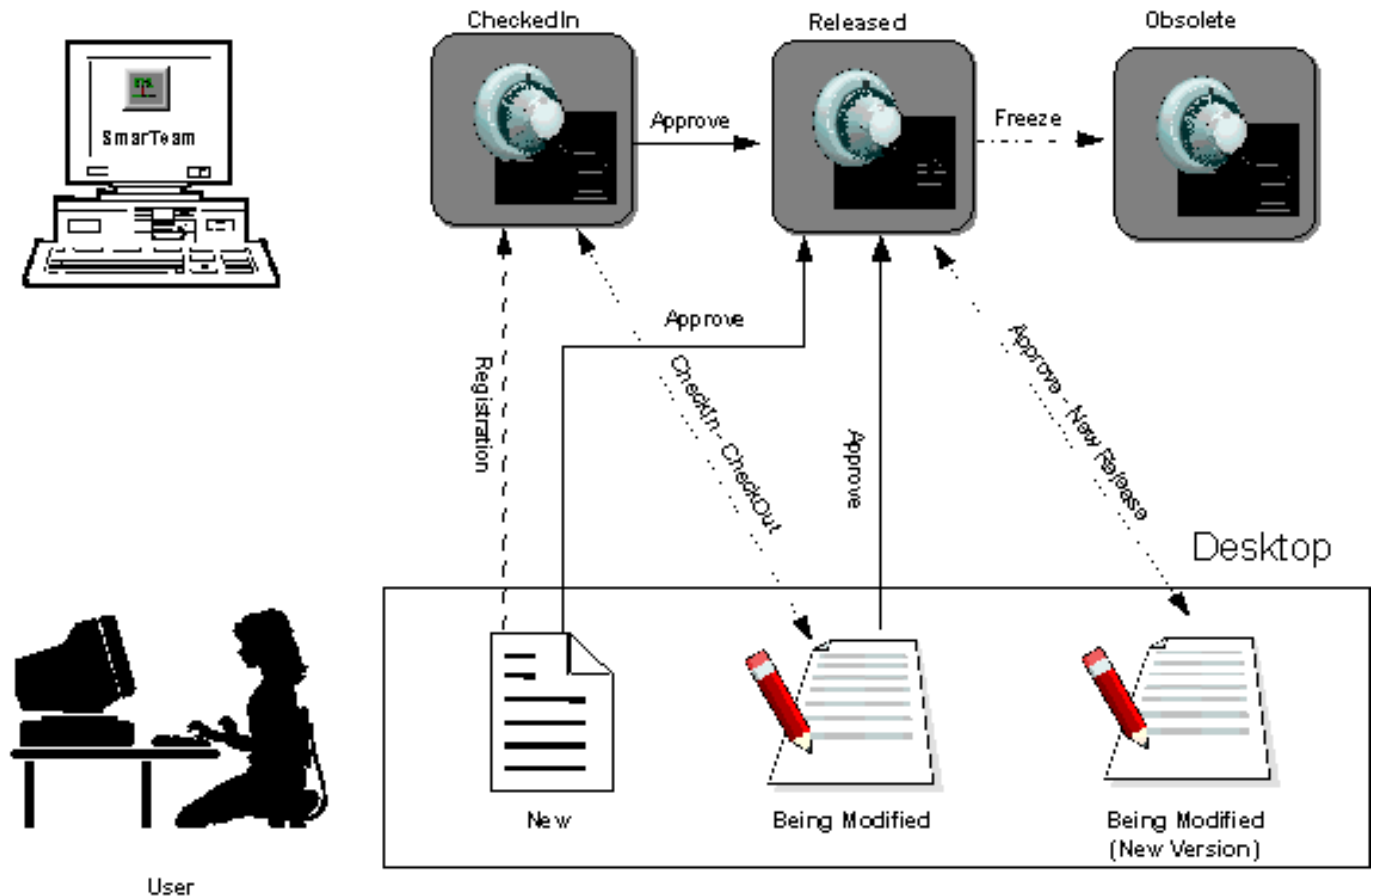 CheckedIn
Released
Obsolete
SmarTeam
Approve
Freeze
Approve
Registration
CheckIn - CheckOut
Approve
Approve - New Release
Desktop
New
Being Modified
Being Modified
(New Version)
User